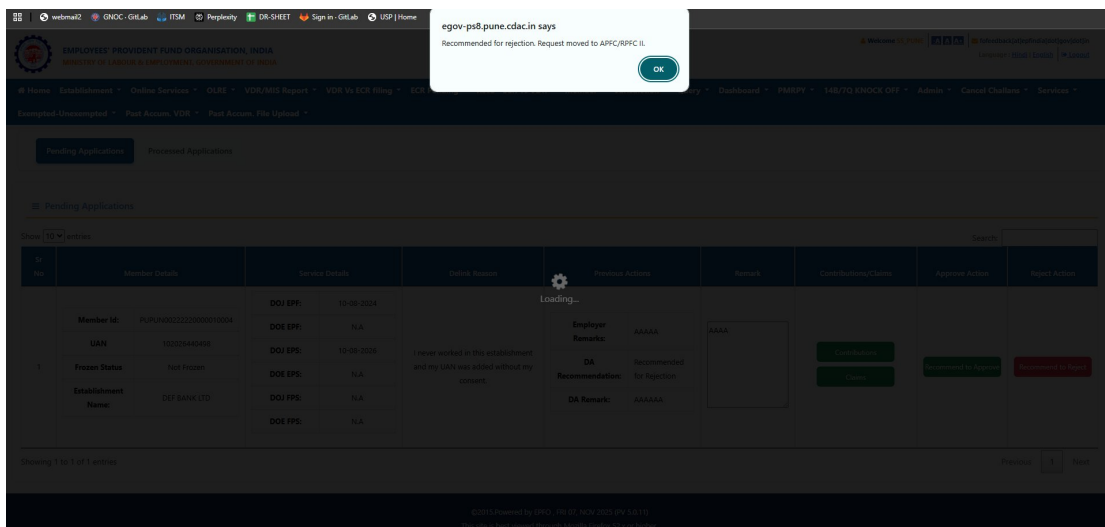 webmail2 GNOC - GitLab ITSM Perplexity DR-SHEET Sign in · GitLab USP | Home
egov-ps8.pune.cdac.in says
Recommended for rejection. Request moved to APFC/RPFC II.
OK
EMPLOYEES' PROVIDENT FUND ORGANISATION, INDIA
MINISTRY OF LABOUR & EMPLOYMENT, GOVERNMENT OF INDIA
Home Establishment Online Services OLRE VDR/MIS Report VDR Vs ECR filing ECR Dashboard PMRPY 14B/7Q KNOCK OFF Admin Cancel Challans Services
Exempted-Unexempted Past Accum. VDR Past Accum. File Upload
Pending Applications Processed Applications
Pending Applications
Show 10 entries Search:
Sr No Member Details Service Details Delink Reason Previous Actions Remark Contributions/Claims Approve Action Reject Action
Loading...
1
Member Id:
UAN
Frozen Status Not Frozen
Establishment Name: DEF BANK LTD
DOJ EPF: 10-06-2024
DOE EPF: N.A
DOJ EPS: 10-06-2026
DOE EPS: N.A
DOJ FPS: N.A
DOE FPS: N.A
I never worked in this establishment and my UAN was added without my consent.
Employer Remarks: AAAAA
DA Recommendation: Recommended for Rejection
DA Remark: AAAAAA
AAAA
Contributions
Claims
Recommend to Approve
Recommend to Reject
Showing 1 to 1 of 1 entries
Previous 1 Next